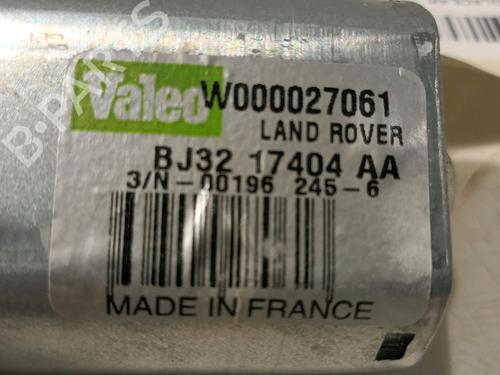 Valeo W000027061
LAND ROVER
BJ32 17404 AA
3/N-00196 245-6
MADE IN FRANCE
B-PARTS